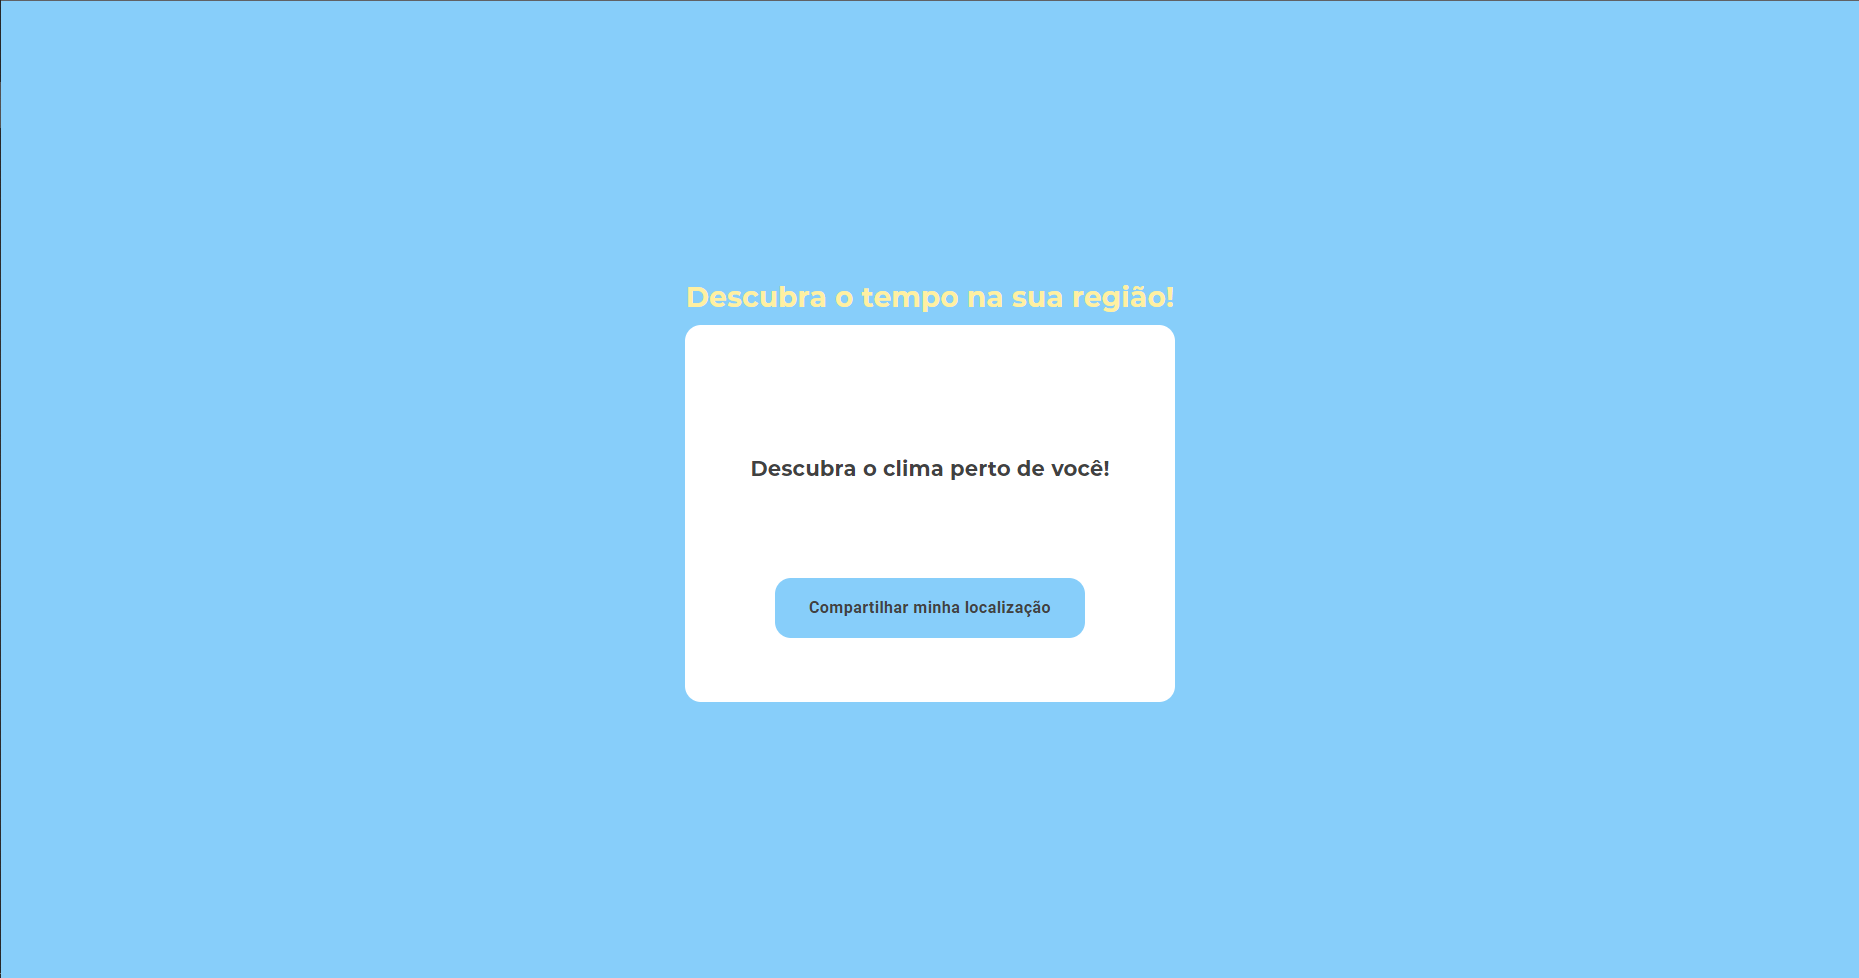 Descubra o tempo na sua região!
Descubra o clima perto de você!
Compartilhar minha localização